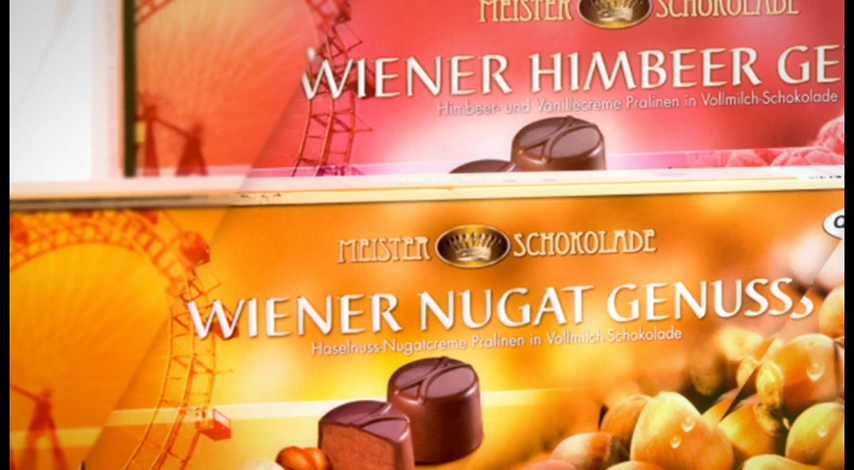 MEISTER SCHOKOLADE
WIENER HIMBEER GE
Himbeer- und Vanillecreme Pralinen in Vollmilch-Schokolade
MEISTER SCHOKOLADE
WIENER NUGAT GENUSS
Haselnuss-Nugatcreme Pralinen in Vollmilch-Schokolade